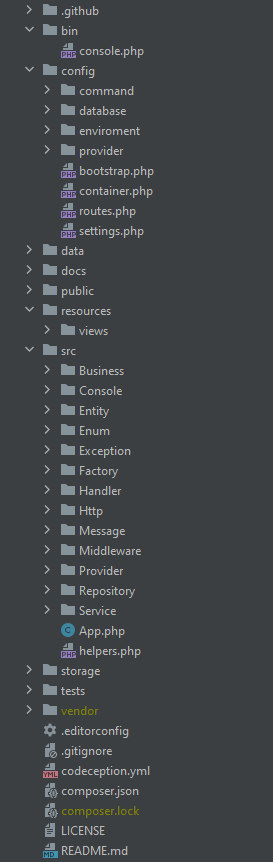 .github
bin
console.php
config
command
database
enviroment
provider
bootstrap.php
container.php
routes.php
settings.php
data
docs
public
resources
views
src
Business
Console
Entity
Enum
Exception
Factory
Handler
Http
Message
Middleware
Provider
Repository
Service
App.php
helpers.php
storage
tests
vendor
.editorconfig
.gitignore
codeception.yml
composer.json
composer.lock
LICENSE
README.md